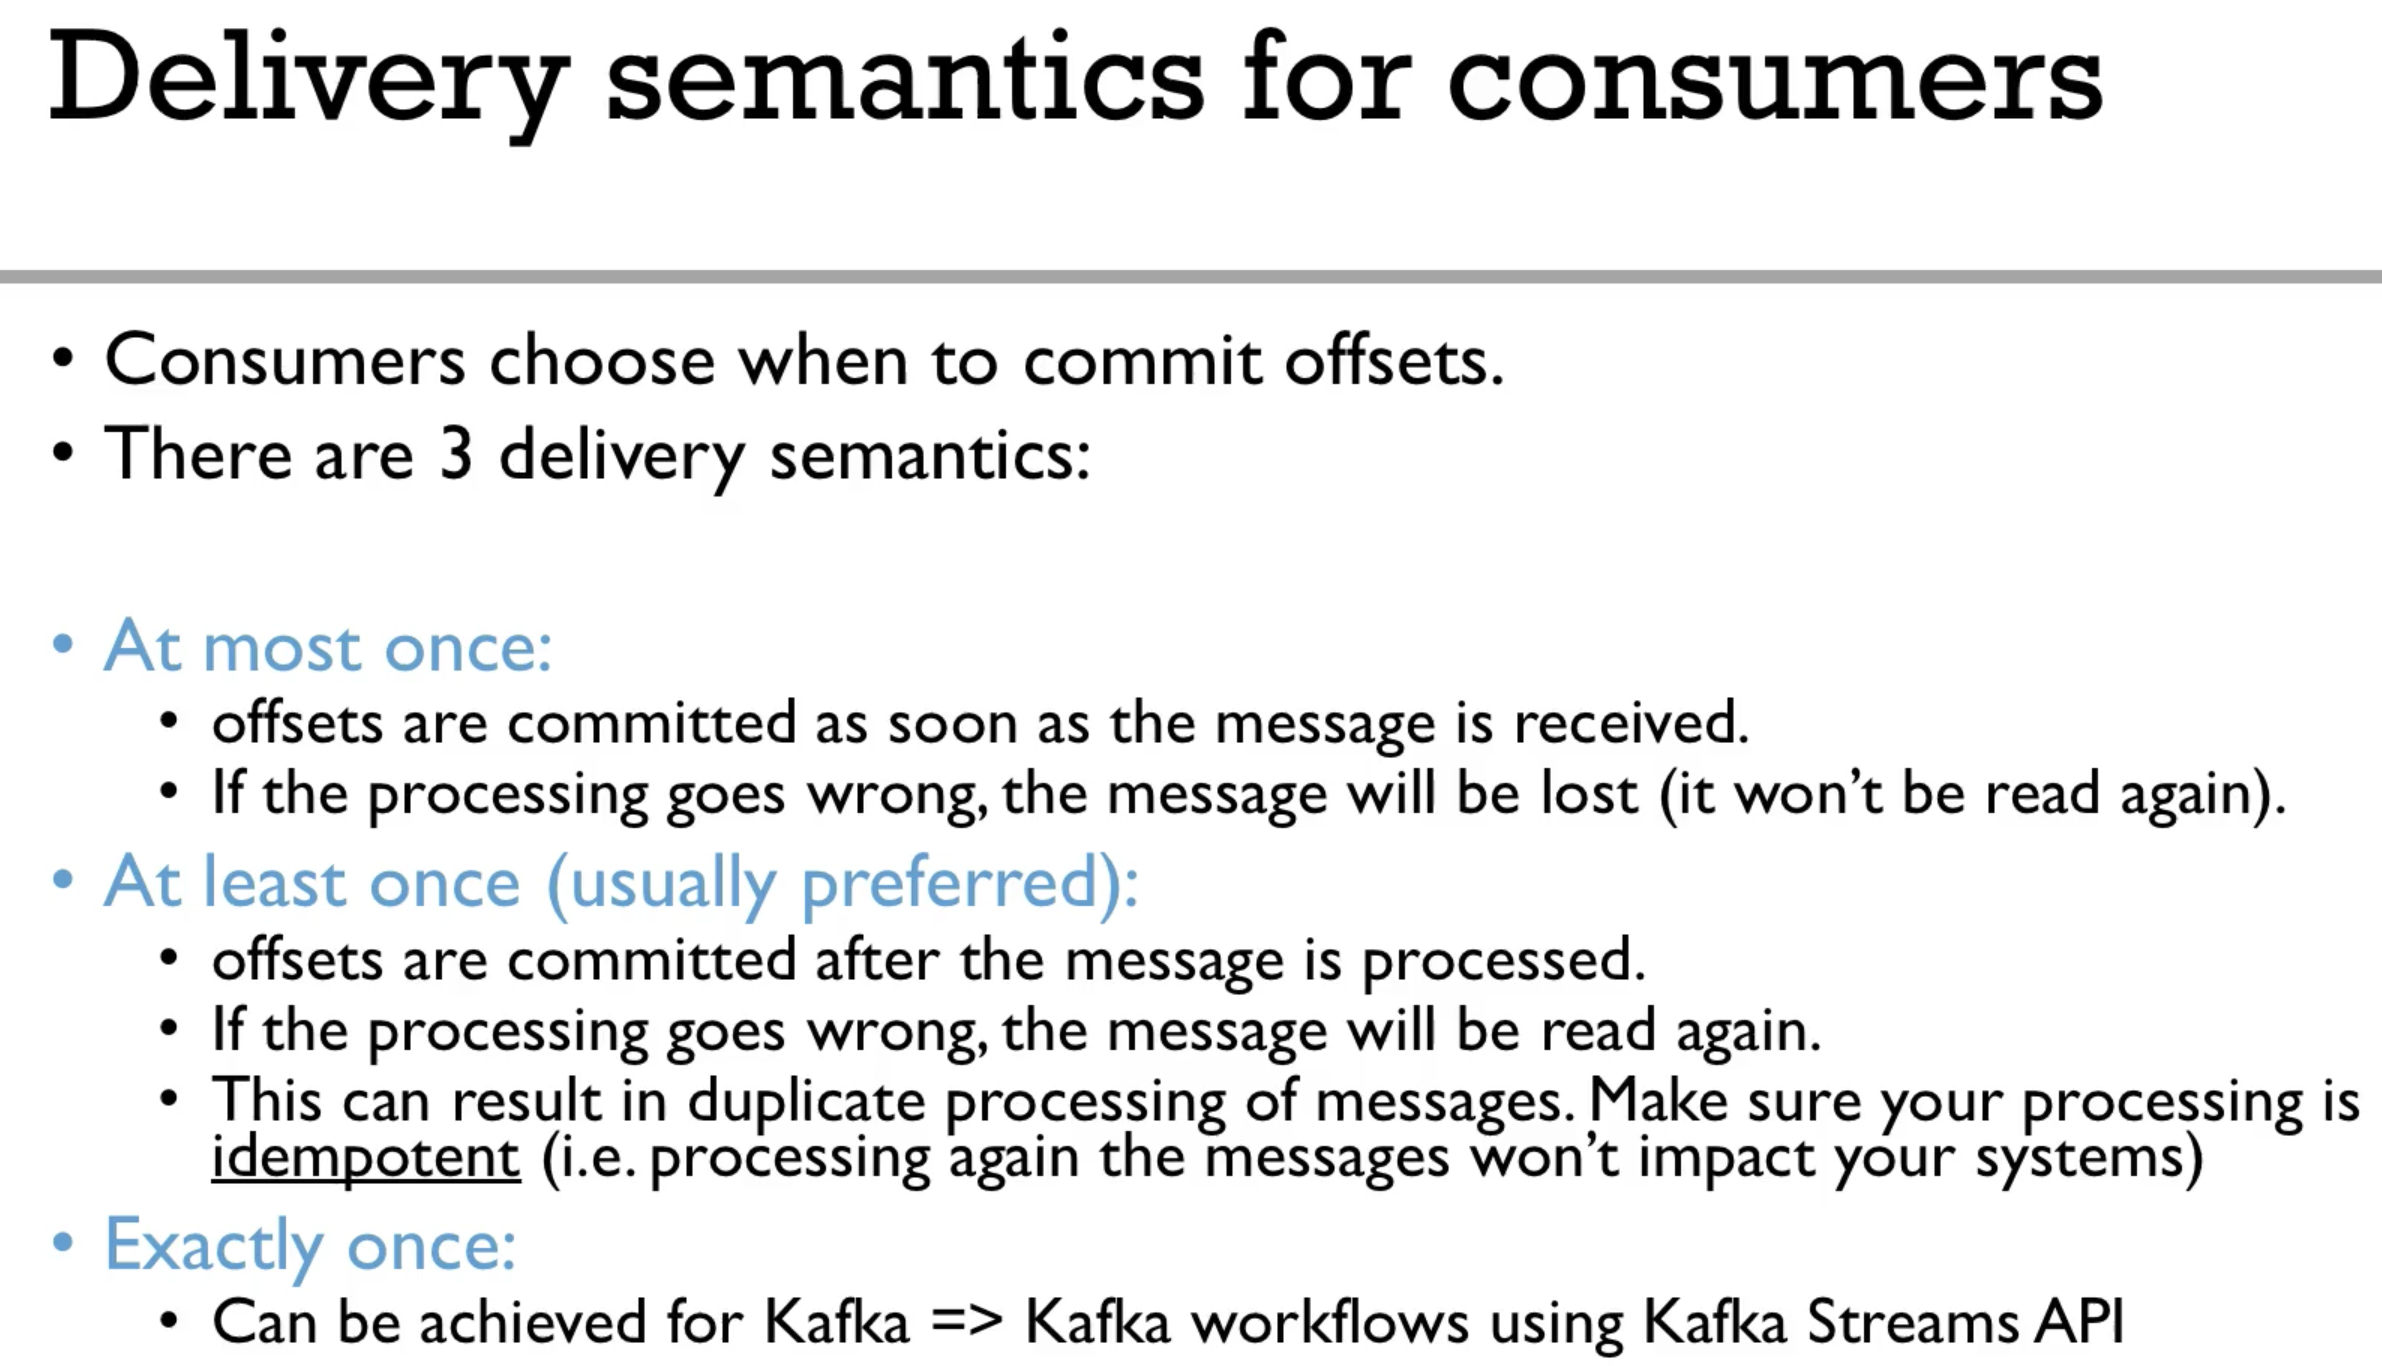 Delivery semantics for consumers
• Consumers choose when to commit offsets.
• There are 3 delivery semantics:
• At most once:
• offsets are committed as soon as the message is received.
• If the processing goes wrong, the message will be lost (it won’t be read again).
• At least once (usually preferred):
• offsets are committed after the message is processed.
• If the processing goes wrong, the message will be read again.
• This can result in duplicate processing of messages. Make sure your processing is
idempotent (i.e. processing again the messages won’t impact your systems)
• Exactly once:
• Can be achieved for Kafka => Kafka workflows using Kafka Streams API